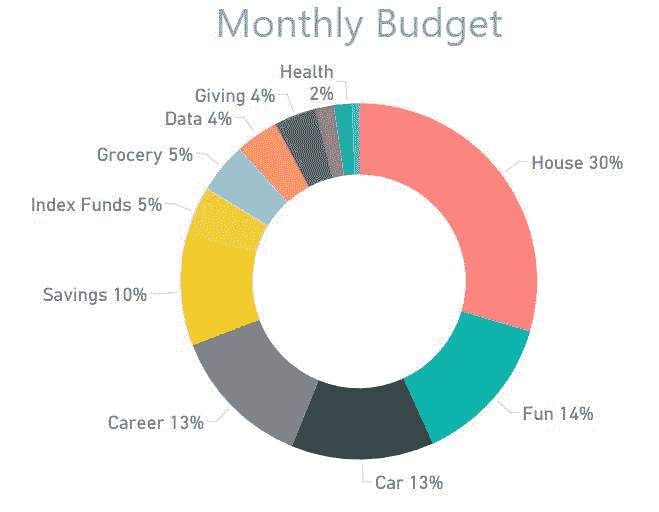 Monthly Budget
Health
2%
Giving 4%
Data 4%
Grocery 5%
Index Funds 5%
Savings 10%
Career 13%
Car 13%
Fun 14%
House 30%